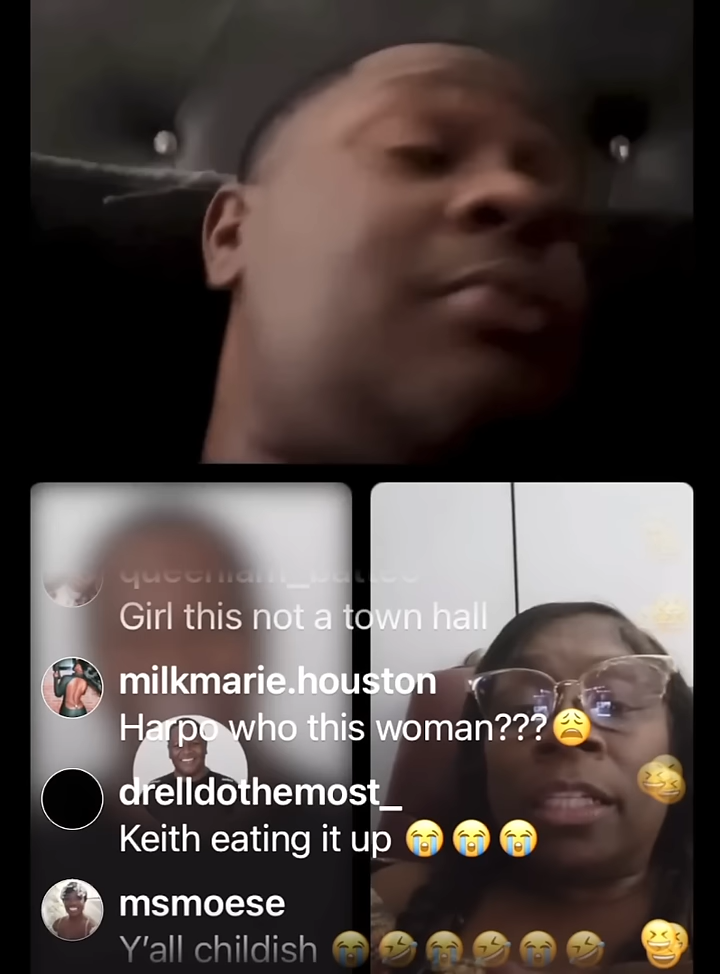 Girl this not a town hall
milkmarie.houston
Harpo who this woman???😩
drelldothemost_
Keith eating it up 😭😭😭
msmoese
Y'all childish 😭🤣😭🤣😭🤣